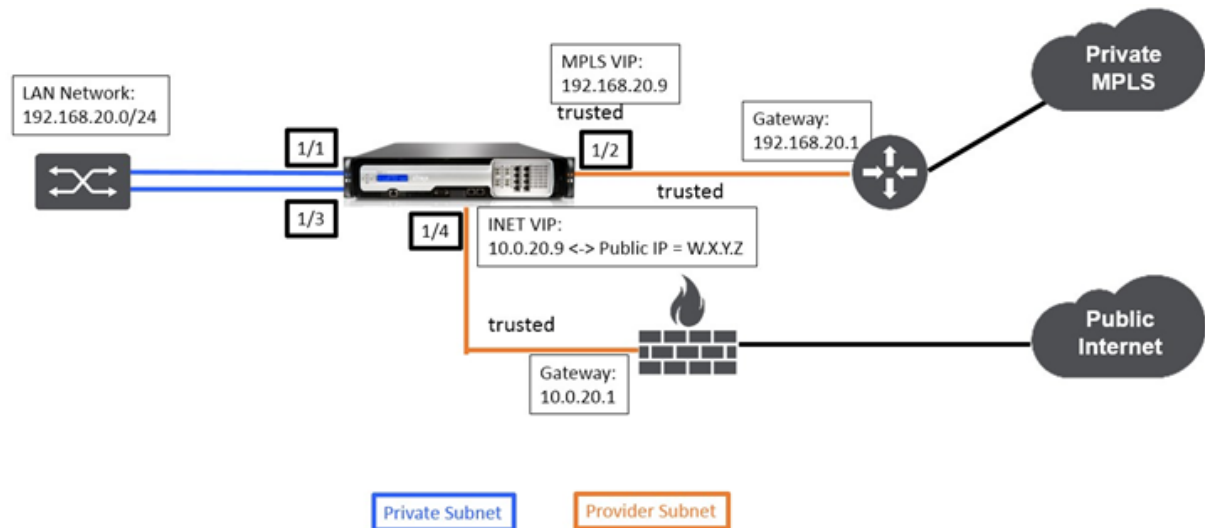 LAN Network:
192.168.20.0/24
1/1
1/3
MPLS VIP:
192.168.20.9
trusted
1/2
Gateway:
192.168.20.1
trusted
Private
MPLS
1/4
INET VIP:
10.0.20.9 <-> Public IP = W.X.Y.Z
trusted
Gateway:
10.0.20.1
Public
Internet
Private Subnet
Provider Subnet